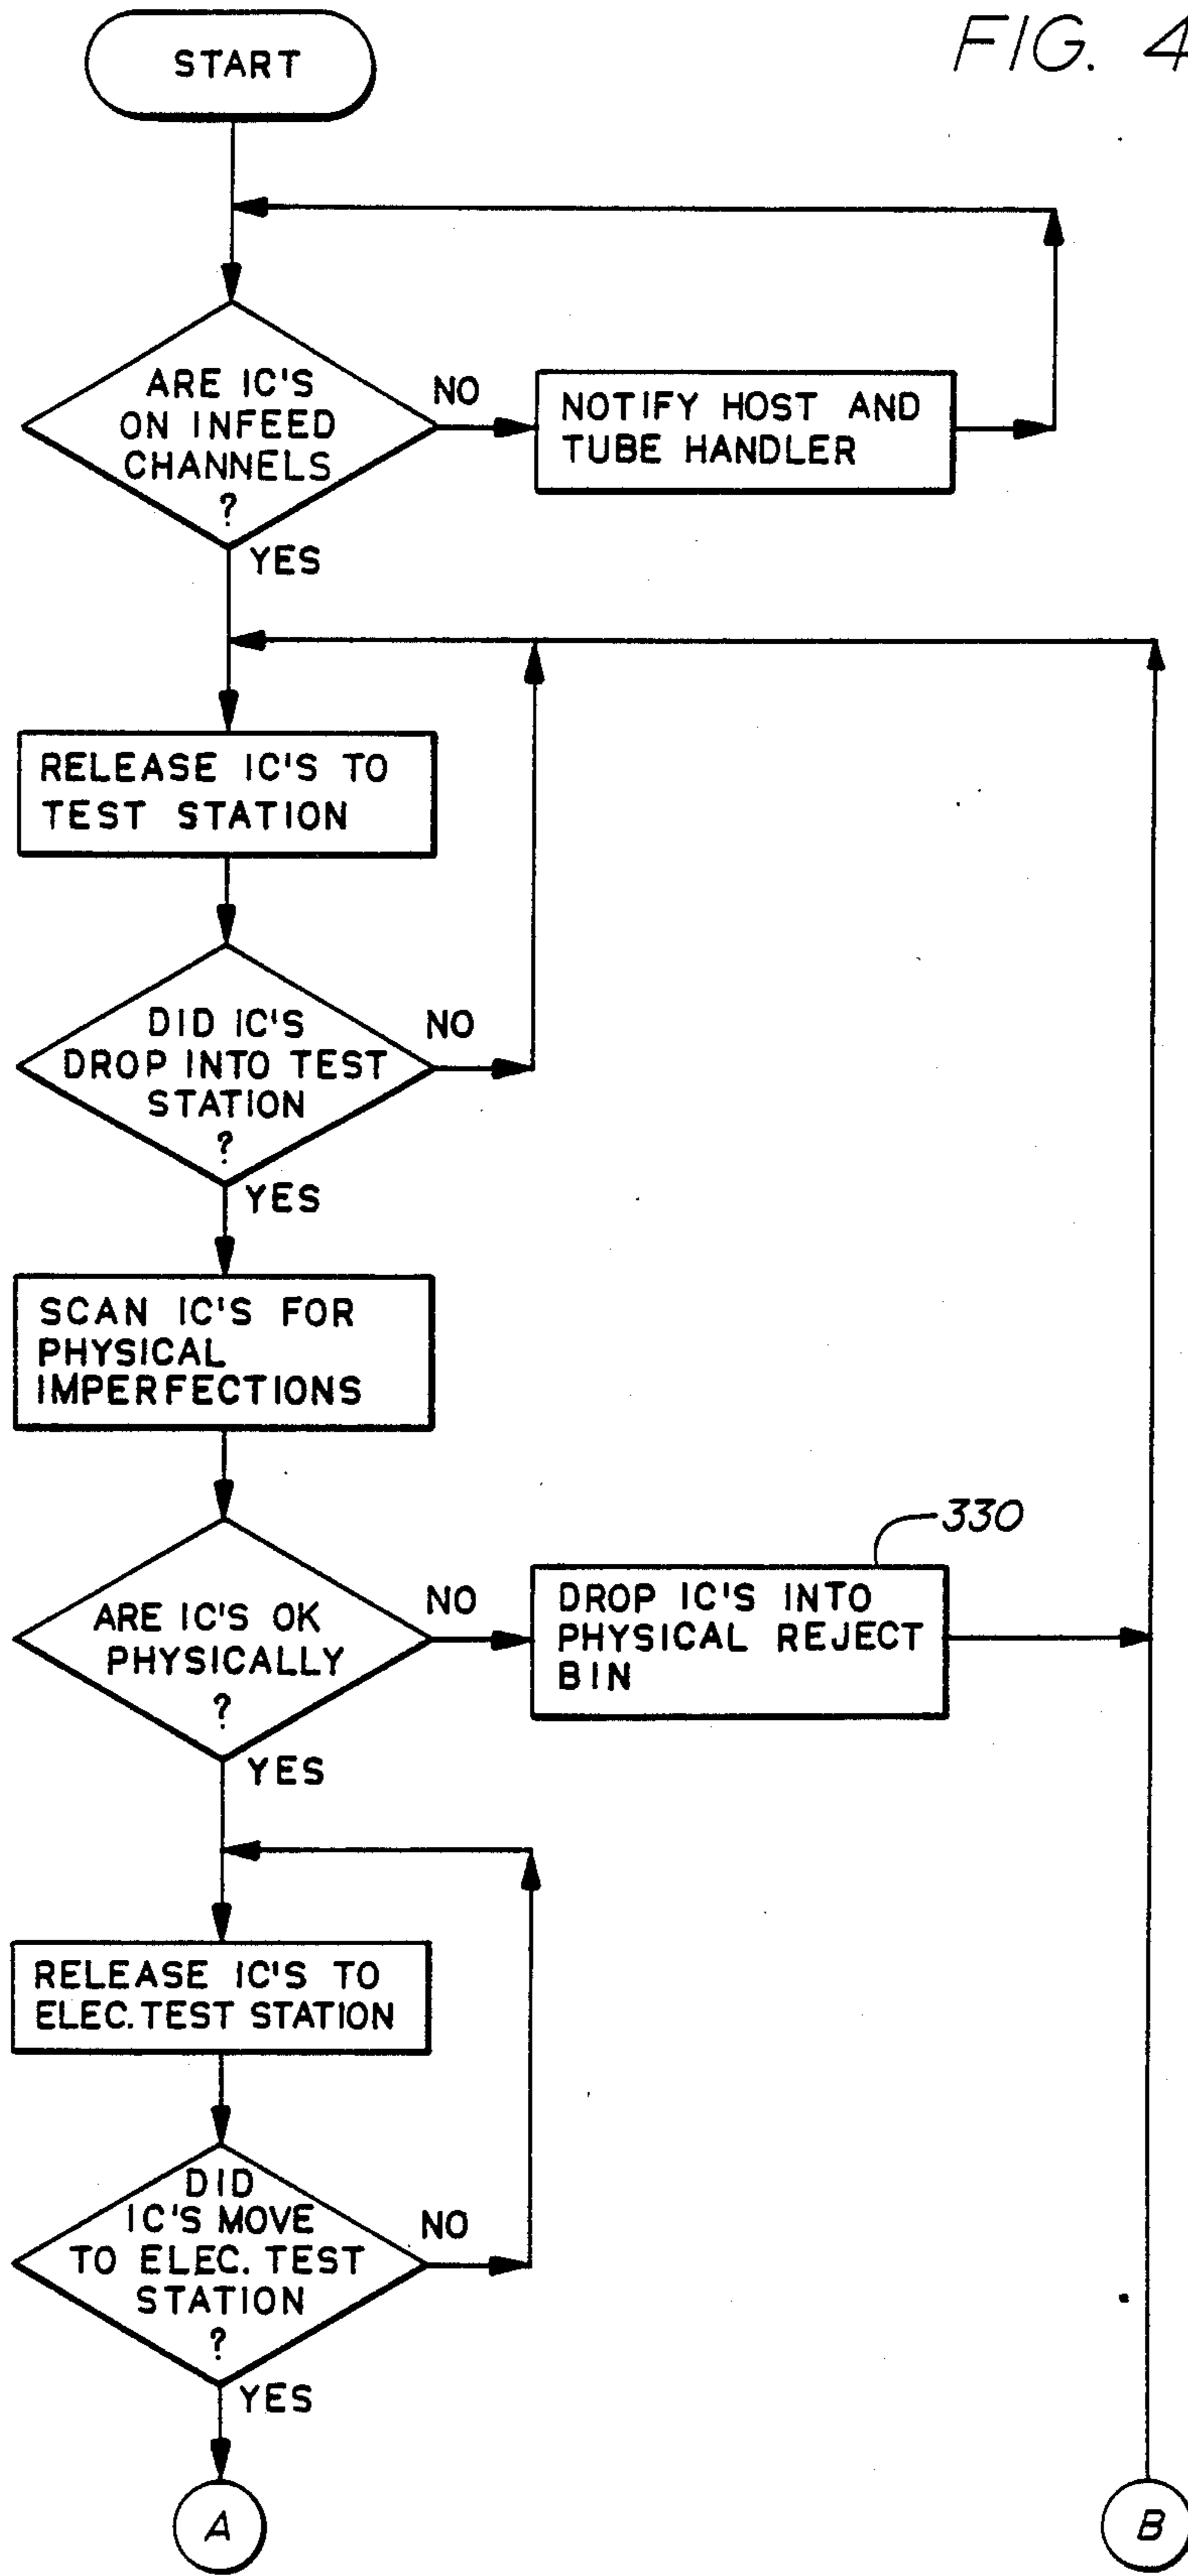 FIG. 4
START
ARE IC'S
ON INFEED
CHANNELS
?
NO
NOTIFY HOST AND
TUBE HANDLER
YES
RELEASE IC'S TO
TEST STATION
DID IC'S
DROP INTO TEST
STATION
?
NO
YES
SCAN IC'S FOR
PHYSICAL
IMPERFECTIONS
ARE IC'S OK
PHYSICALLY
?
NO
330
DROP IC'S INTO
PHYSICAL REJECT
BIN
YES
RELEASE IC'S TO
ELEC. TEST STATION
DID
IC'S MOVE
TO ELEC. TEST
STATION
?
NO
YES
A
B